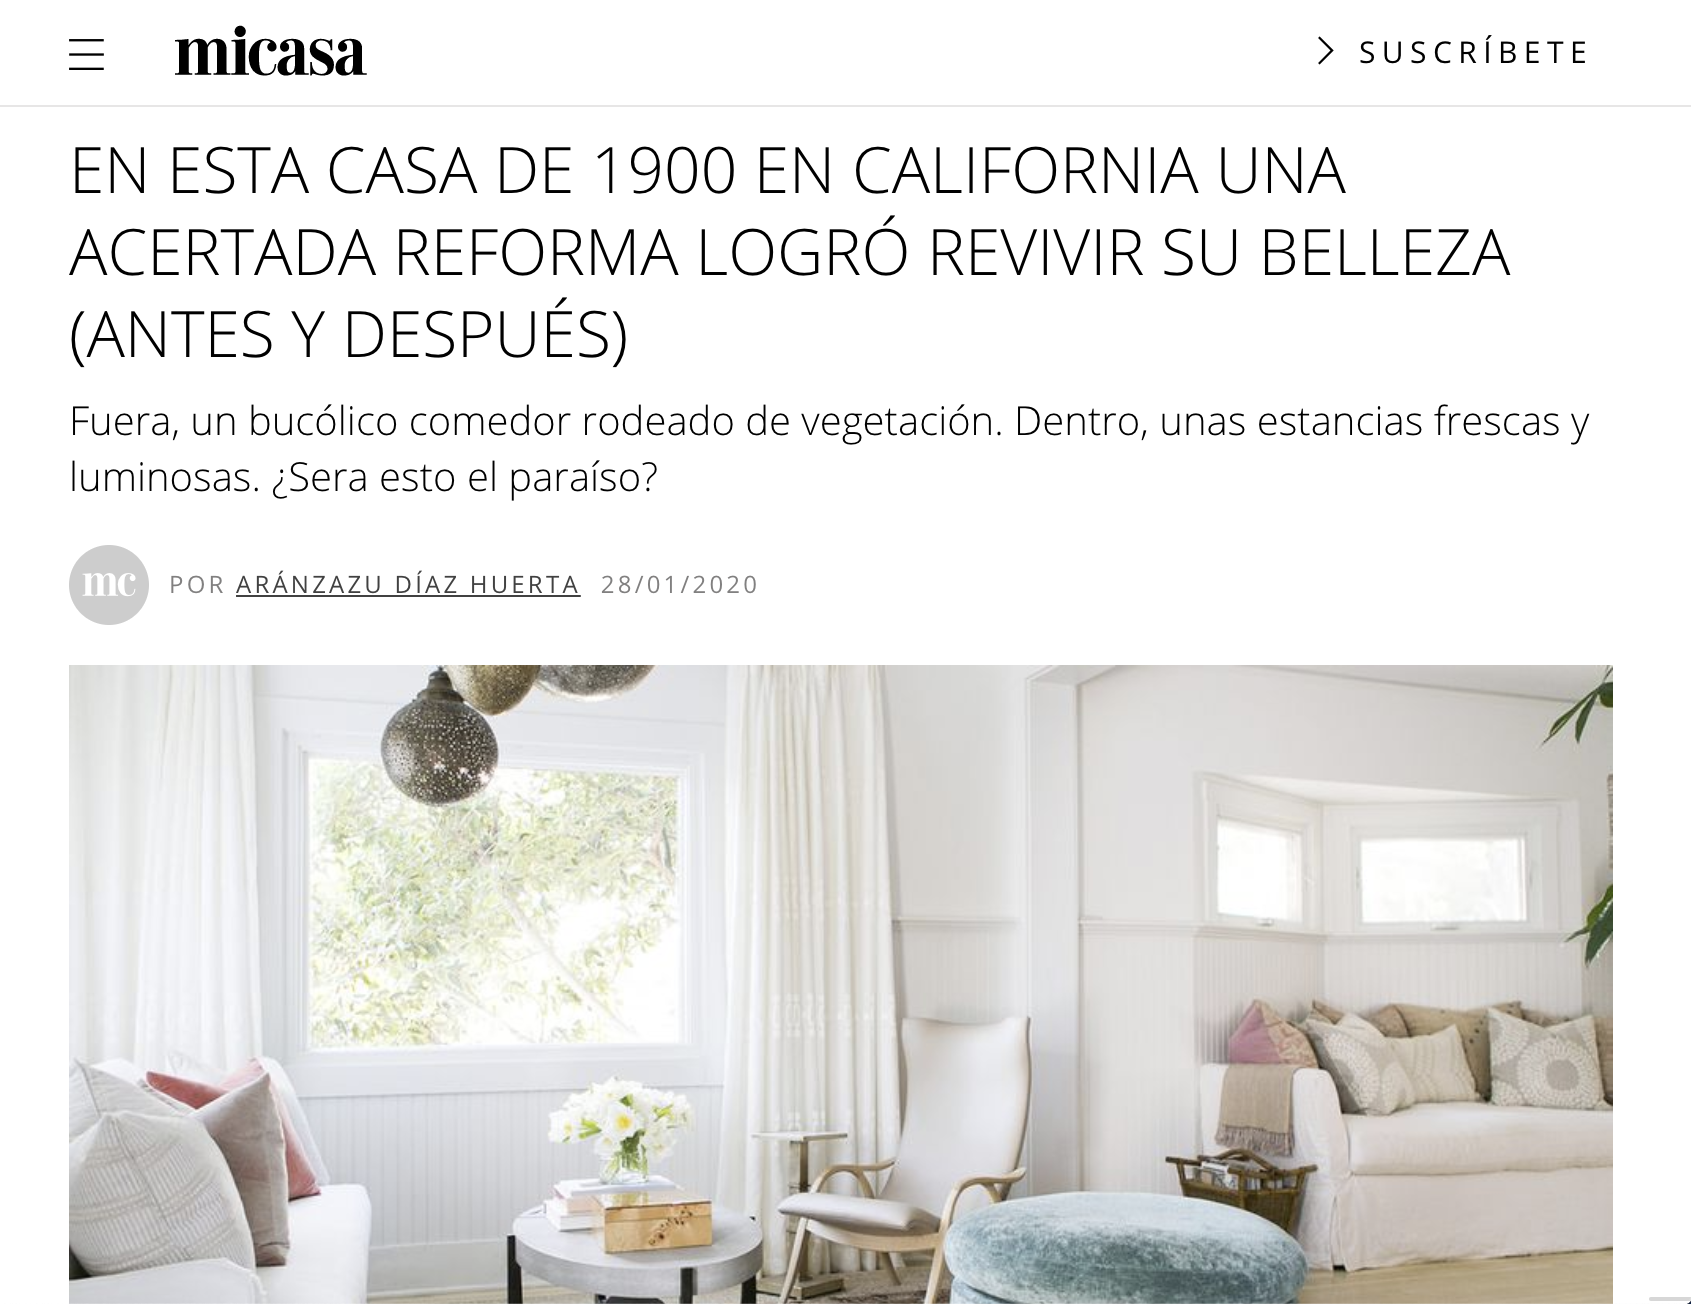 micasa
SUSCRÍBETE
EN ESTA CASA DE 1900 EN CALIFORNIA UNA
ACERTADA REFORMA LOGRÓ REVIVIR SU BELLEZA
(ANTES Y DESPUÉS)
Fuera, un bucólico comedor rodeado de vegetación. Dentro, unas estancias frescas y
luminosas. ¿Sera esto el paraíso?
mc POR ARÁNZAZU DÍAZ HUERTA 28/01/2020